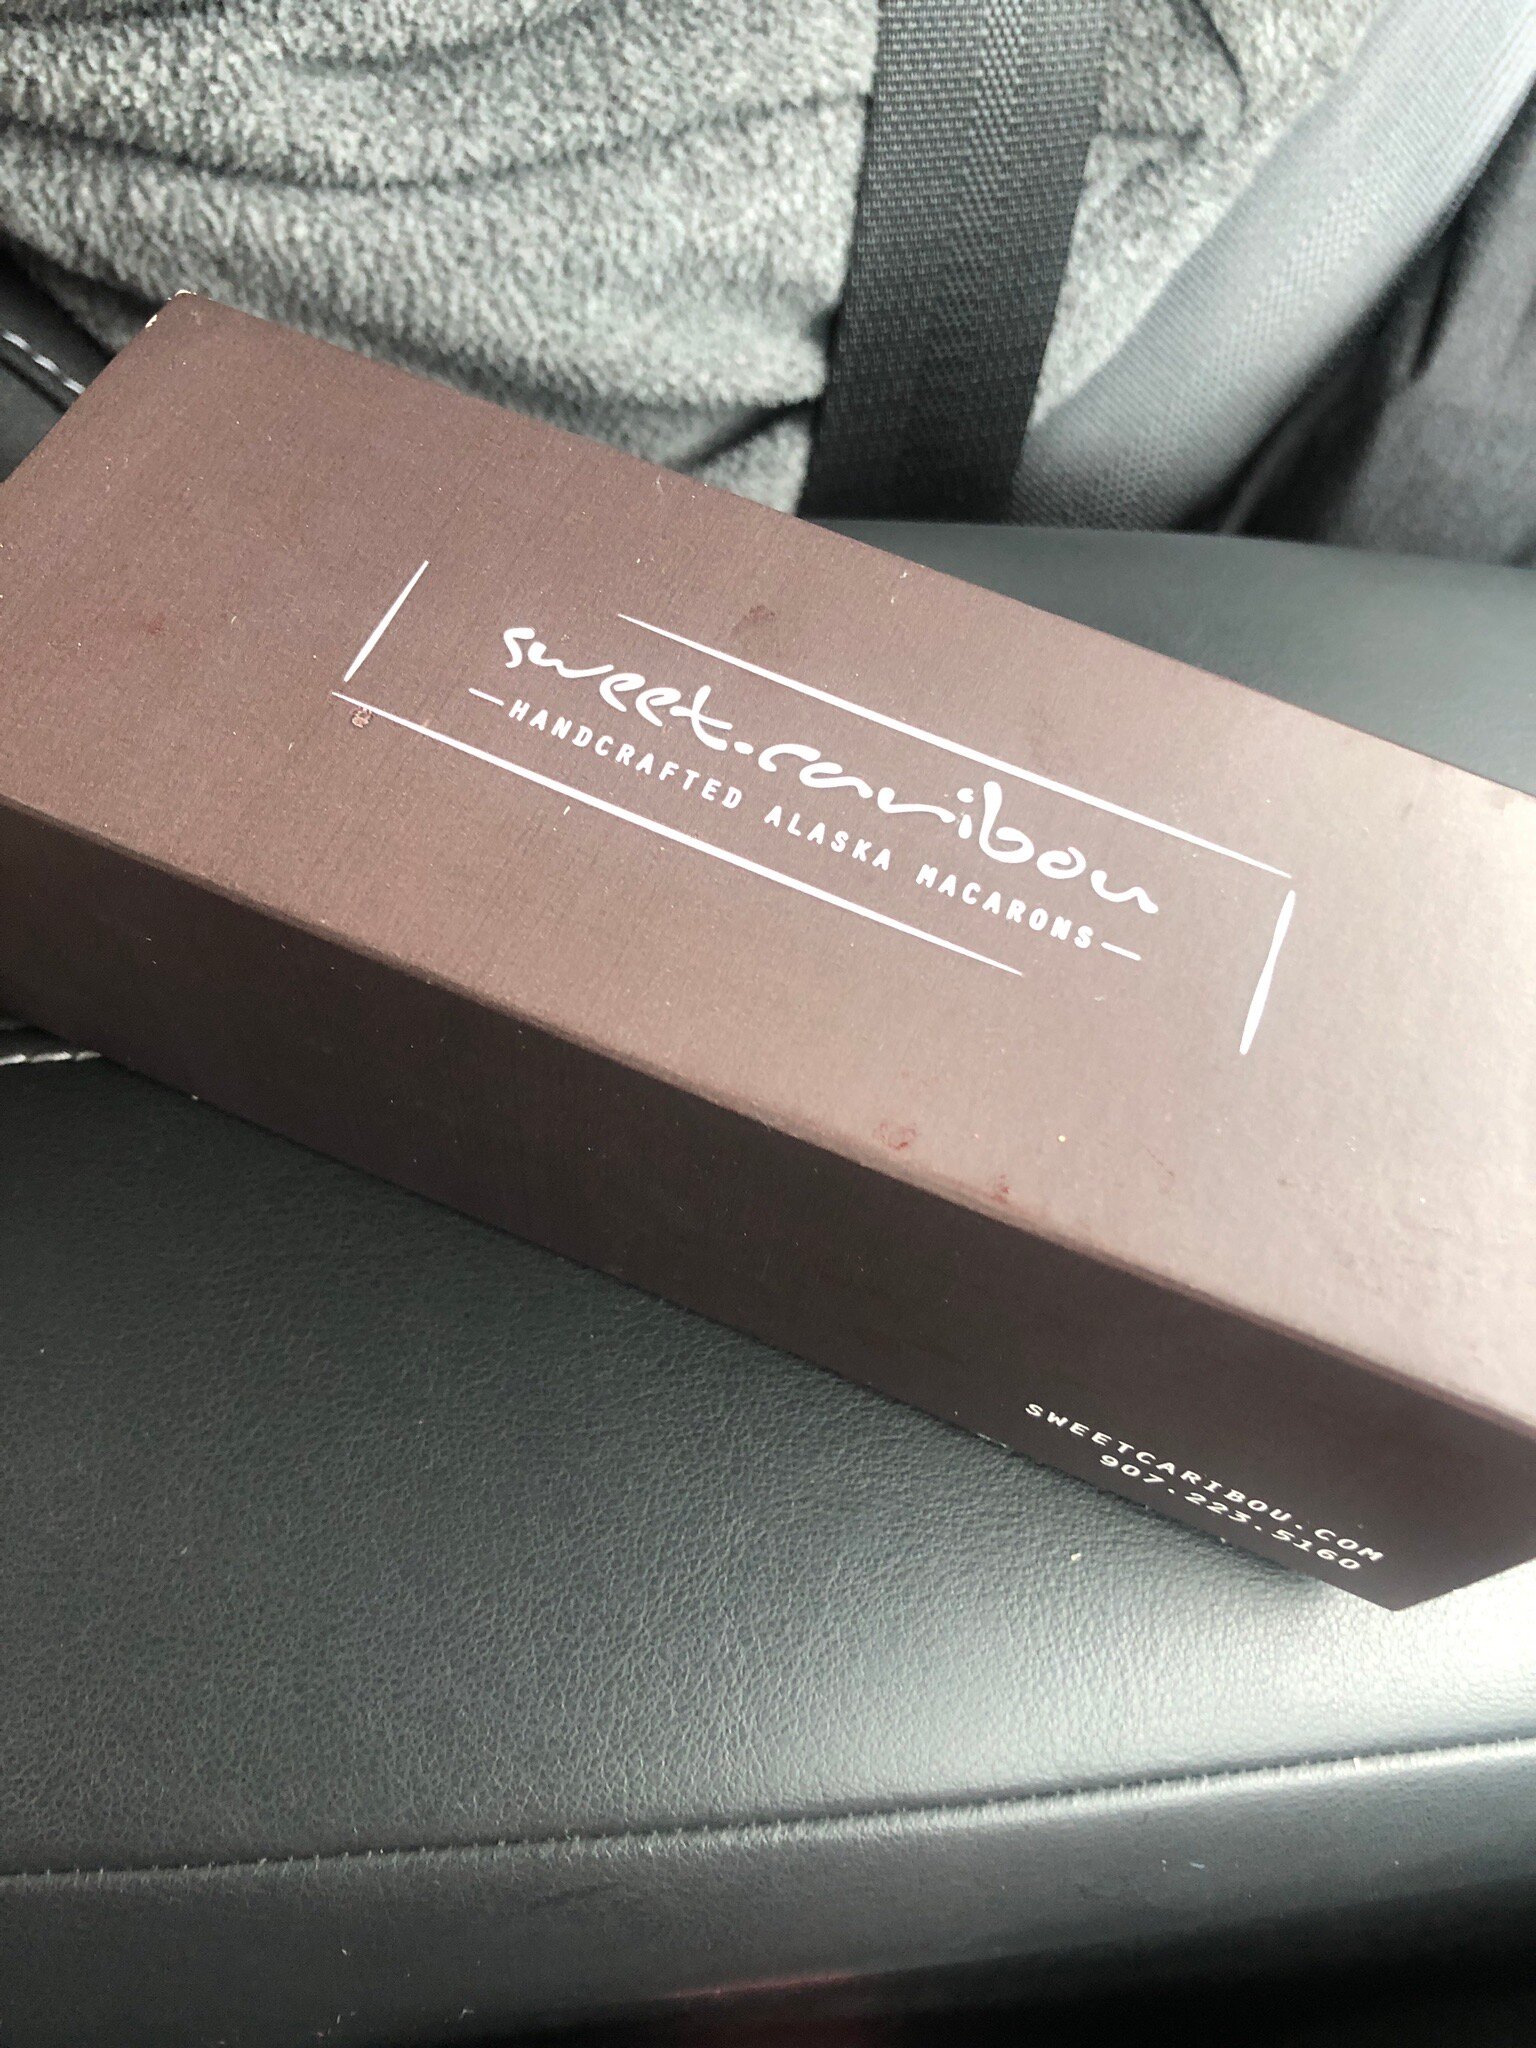 sweet.caribou
HANDCRAFTED ALASKA MACARONS
SWEETCARIBOU.COM
907.223.5160